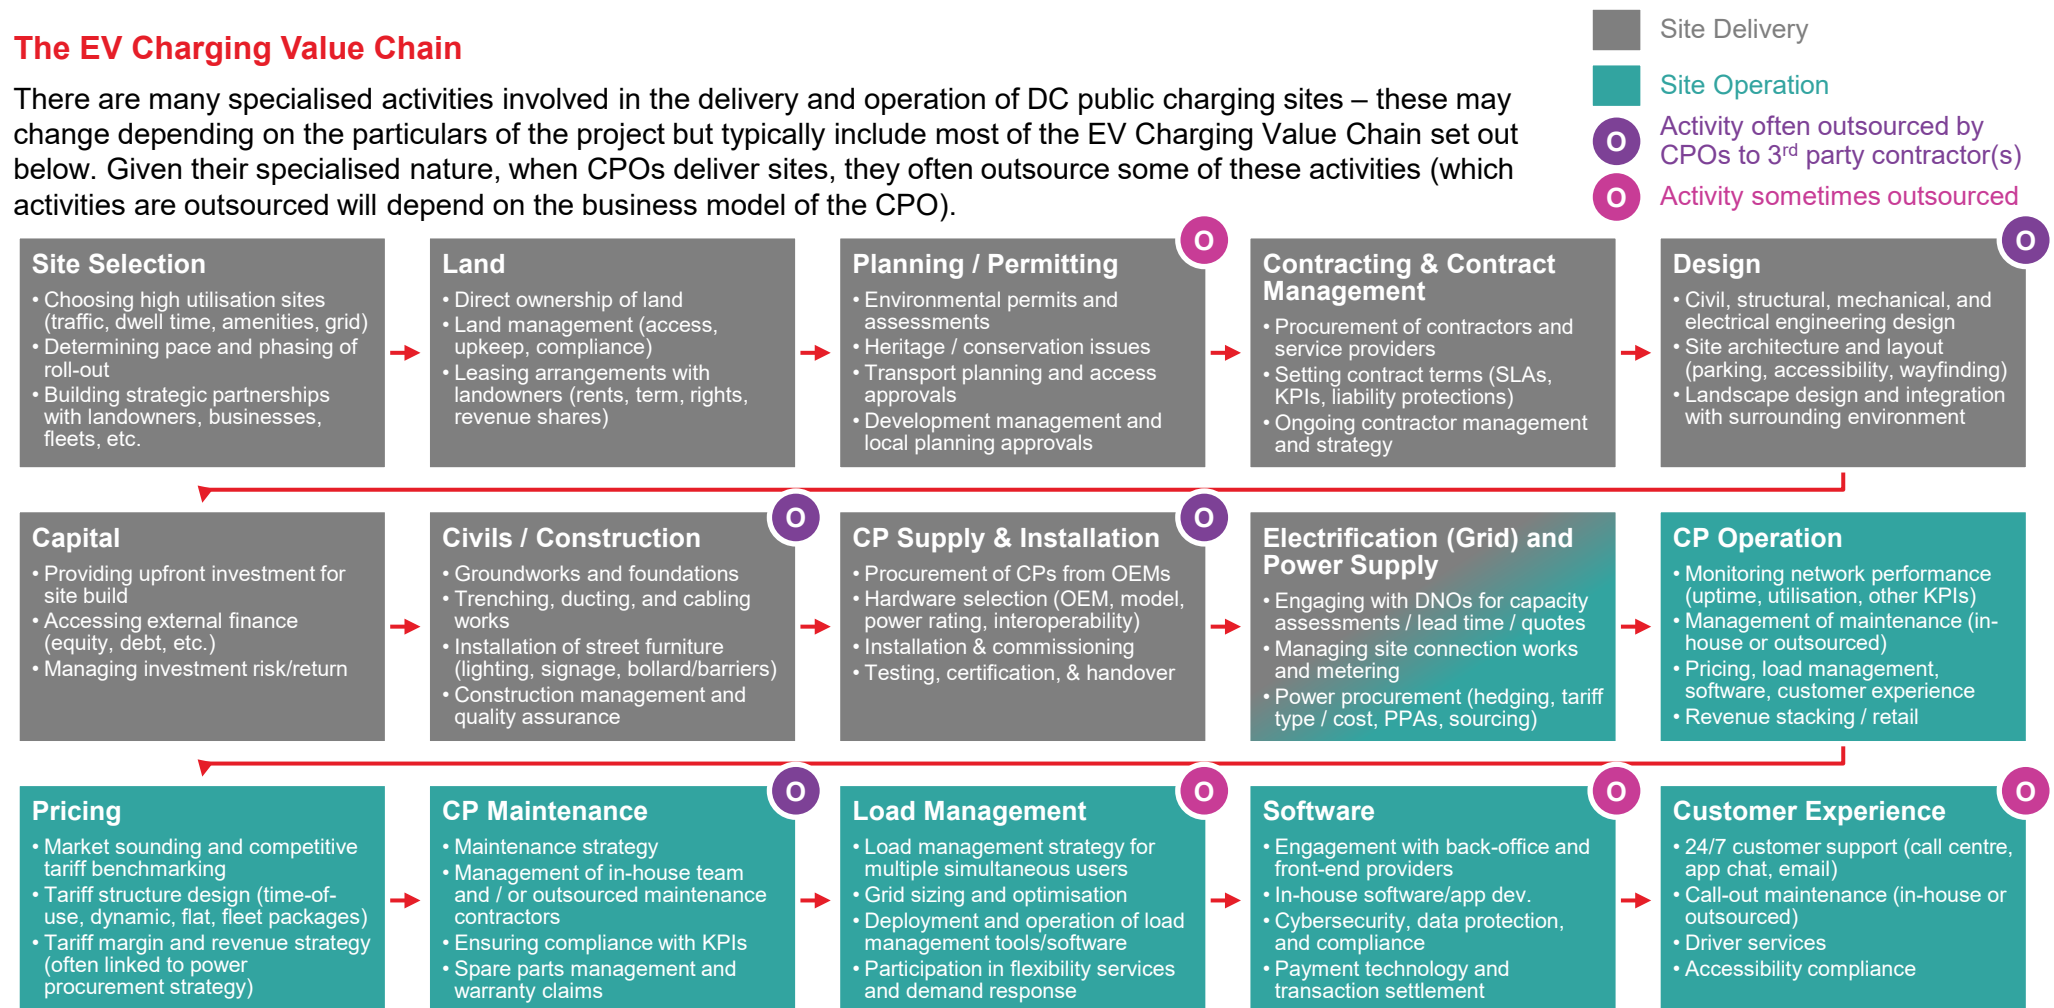 The EV Charging Value Chain
There are many specialised activities involved in the delivery and operation of DC public charging sites – these may
change depending on the particulars of the project but typically include most of the EV Charging Value Chain set out
below. Given their specialised nature, when CPOs deliver sites, they often outsource some of these activities (which
activities are outsourced will depend on the business model of the CPO).
Site Delivery
Site Operation
O
Activity often outsourced by
CPOs to 3rd party contractor(s)
O
Activity sometimes outsourced
Site Selection
• Choosing high utilisation sites
(traffic, dwell time, amenities, grid)
• Determining pace and phasing of
roll-out
• Building strategic partnerships
with landowners, businesses,
fleets, etc.
Land
• Direct ownership of land
• Land management (access,
upkeep, compliance)
• Leasing arrangements with
landowners (rents, term, rights,
revenue shares)
O
Planning / Permitting
• Environmental permits and
assessments
• Heritage / conservation issues
• Transport planning and access
approvals
• Development management and
local planning approvals
Contracting & Contract
Management
• Procurement of contractors and
service providers
• Setting contract terms (SLAs,
KPIs, liability protections)
• Ongoing contractor management
and strategy
O
Design
• Civil, structural, mechanical, and
electrical engineering design
• Site architecture and layout
(parking, accessibility, wayfinding)
• Landscape design and integration
with surrounding environment
Capital
• Providing upfront investment for
site build
• Accessing external finance
(equity, debt, etc.)
• Managing investment risk/return
O
Civils / Construction
• Groundworks and foundations
• Trenching, ducting, and cabling
works
• Installation of street furniture
(lighting, signage, bollard/barriers)
• Construction management and
quality assurance
O
CP Supply & Installation
• Procurement of CPs from OEMs
• Hardware selection (OEM, model,
power rating, interoperability)
• Installation & commissioning
• Testing, certification, & handover
Electrification (Grid) and
Power Supply
• Engaging with DNOs for capacity
assessments / lead time / quotes
• Managing site connection works
and metering
• Power procurement (hedging, tariff
type / cost, PPAs, sourcing)
CP Operation
• Monitoring network performance
(uptime, utilisation, other KPIs)
• Management of maintenance (in-
house or outsourced)
• Pricing, load management,
software, customer experience
• Revenue stacking / retail
Pricing
• Market sounding and competitive
tariff benchmarking
• Tariff structure design (time-of-
use, dynamic, flat, fleet packages)
• Tariff margin and revenue strategy
(often linked to power
procurement strategy)
O
CP Maintenance
• Maintenance strategy
• Management of in-house team
and / or outsourced maintenance
contractors
• Ensuring compliance with KPIs
• Spare parts management and
warranty claims
O
Load Management
• Load management strategy for
multiple simultaneous users
• Grid sizing and optimisation
• Deployment and operation of load
management tools/software
• Participation in flexibility services
and demand response
O
Software
• Engagement with back-office and
front-end providers
• In-house software/app dev.
• Cybersecurity, data protection,
and compliance
• Payment technology and
transaction settlement
O
Customer Experience
• 24/7 customer support (call centre,
app chat, email)
• Call-out maintenance (in-house or
outsourced)
• Driver services
• Accessibility compliance